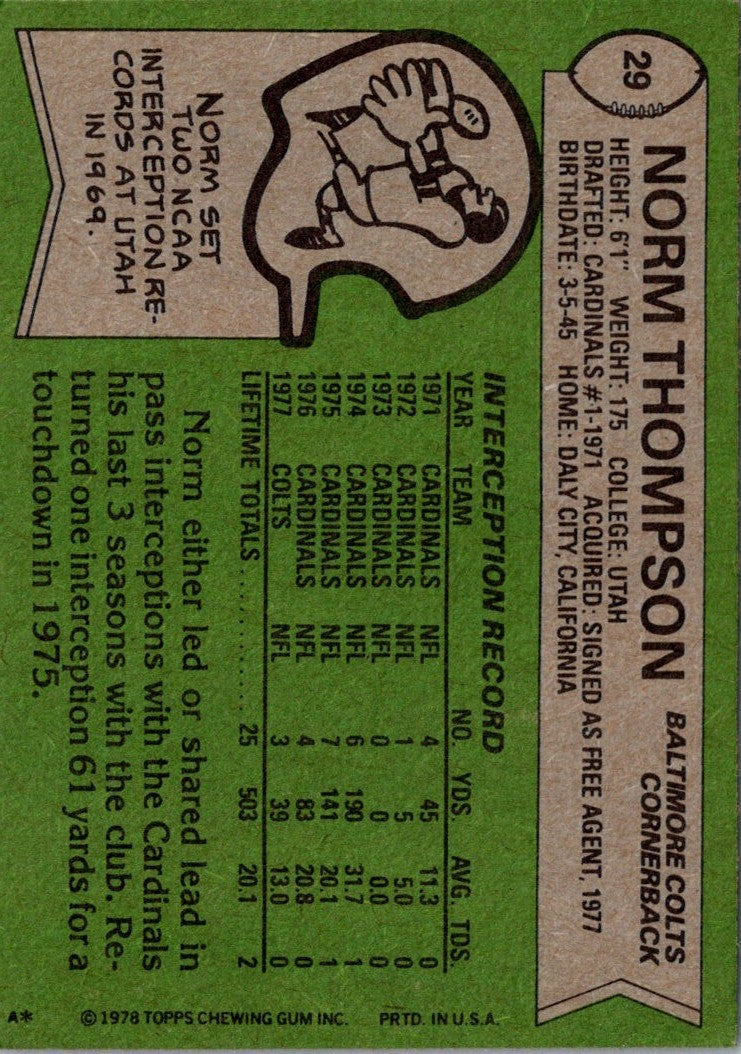 29
NORM THOMPSON
BALTIMORE COLTS
CORNERBACK
HEIGHT: 6'1" WEIGHT: 175 COLLEGE: UTAH
DRAFTED: CARDINALS #1-1971 ACQUIRED: SIGNED AS FREE AGENT, 1977
BIRTHDATE: 3-5-45 HOME: DALY CITY, CALIFORNIA
NORM SET
TWO NCAA
INTERCEPTION RE-
CORDS AT UTAH
IN 1969.
INTERCEPTION RECORD
YEAR TEAM NO. YDS. AVG. TDS.
1971 CARDINALS NFL 4 45 11.3 0
1972 CARDINALS NFL 1 5 5.0 0
1973 CARDINALS NFL 0 0 0.0 0
1974 CARDINALS NFL 6 190 31.7 1
1975 CARDINALS NFL 7 141 20.1 1
1976 CARDINALS NFL 4 83 20.8 0
1977 COLTS NFL 3 39 13.0 0
LIFETIME TOTALS ............ 25 503 20.1 2
Norm either led or shared lead in
pass interceptions with the Cardinals
his last 3 seasons with the club. Re-
turned one interception 61 yards for a
touchdown in 1975.
A* © 1978 TOPPS CHEWING GUM INC. PRTD. IN U.S.A.